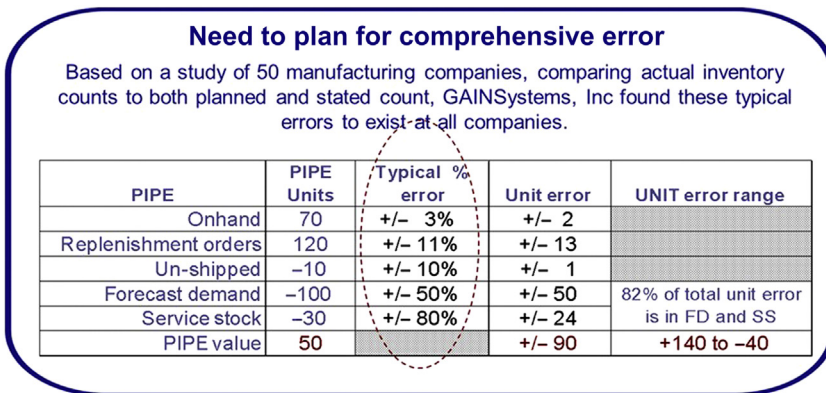 Need to plan for comprehensive error
Based on a study of 50 manufacturing companies, comparing actual inventory
counts to both planned and stated count, GAINSystems, Inc found these typical
errors to exist at all companies.
PIPE PIPE Units Typical % error Unit error UNIT error range
Onhand 70 +/– 3% +/– 2
Replenishment orders 120 +/– 11% +/– 13
Un-shipped –10 +/– 10% +/– 1
Forecast demand –100 +/– 50% +/– 50 82% of total unit error
Service stock –30 +/– 80% +/– 24 is in FD and SS
PIPE value 50 +/– 90 +140 to –40